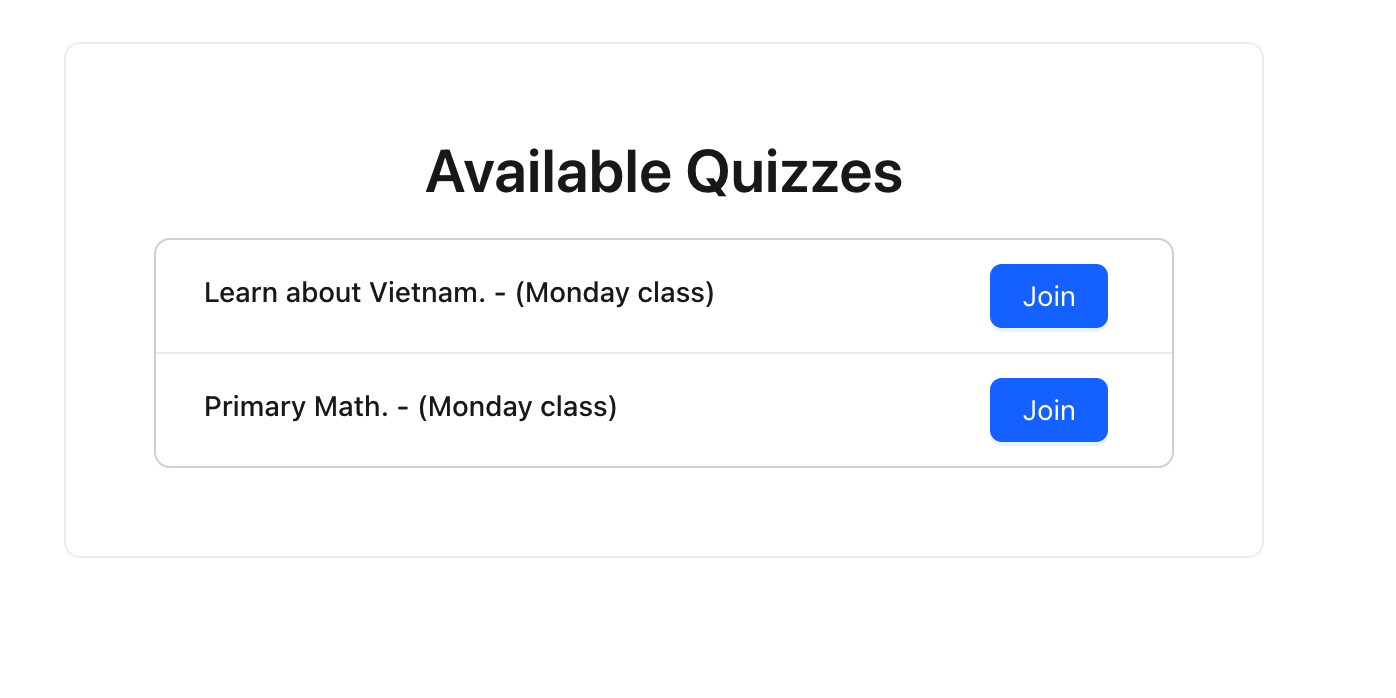 Available Quizzes
Learn about Vietnam. - (Monday class)
Join
Primary Math. - (Monday class)
Join